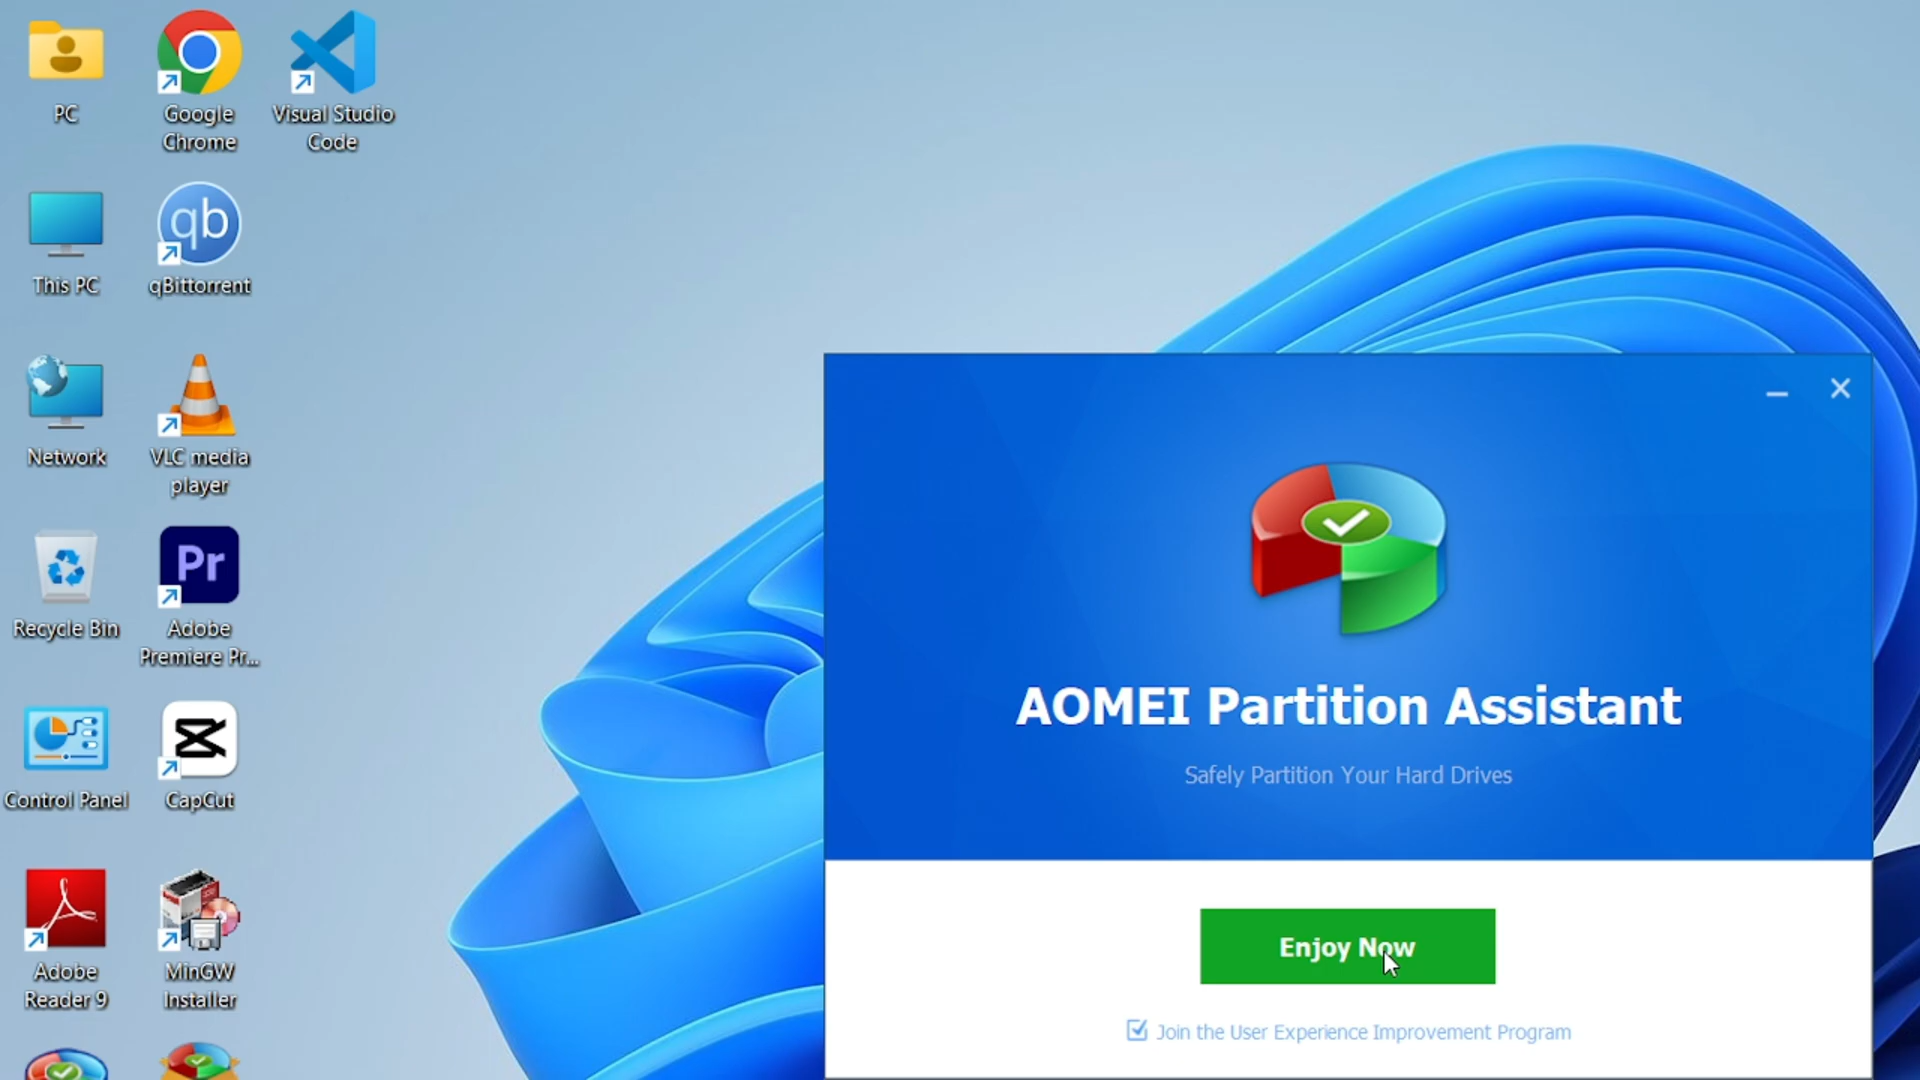 PC
Google
Chrome
Visual Studio
Code
This PC
qb
qBittorrent
Network
VLC media
player
Recycle Bin
Pr
Adobe
Premiere Pr...
Control Panel
CapCut
Adobe
Reader 9
MinGW
Installer
AOMEI Partition Assistant
Safely Partition Your Hard Drives
Enjoy Now
Join the User Experience Improvement Program